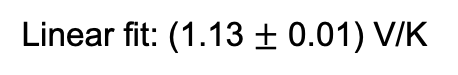 Linear fit: (1.13 ± 0.01) V/K